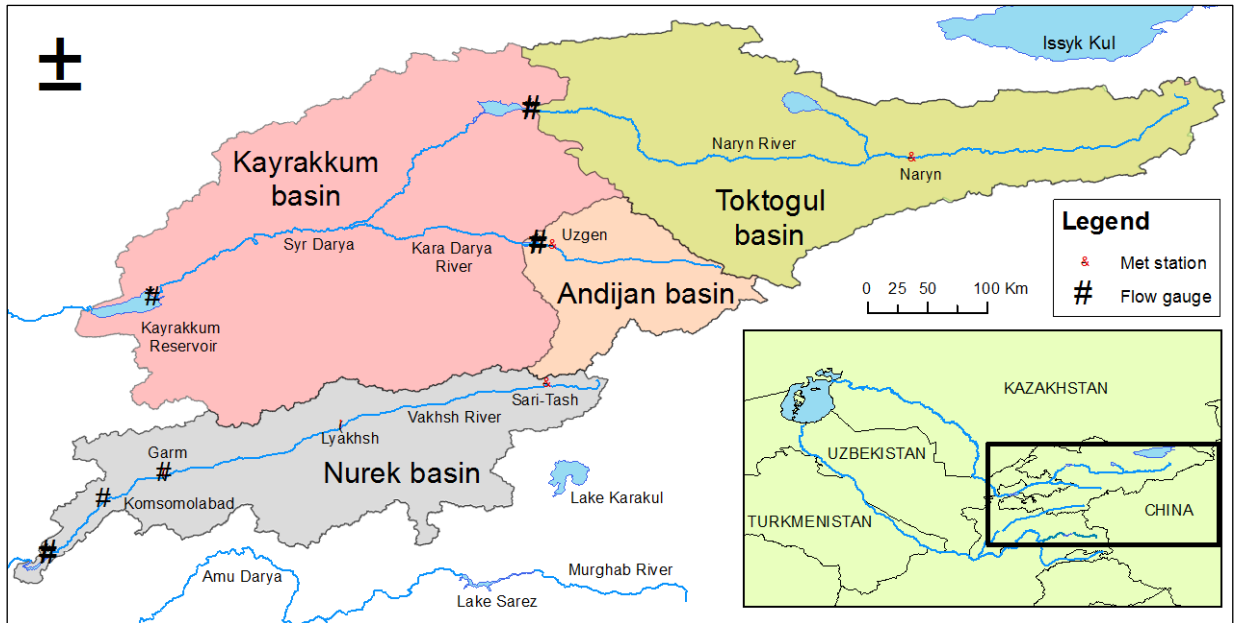 ±
Issyk Kul
#
Kayrakkum
basin
Naryn River
&
Naryn
Toktogul
basin
Legend
& Met station
# Flow gauge
#
&
Uzgen
Syr Darya
Kara Darya
River
0 25 50 100 Km
Andijan basin
#
Kayrakkum
Reservoir
&
Sari-Tash
Vakhsh River
Lyakhsh
Garm
#
Nurek basin
#
Komsomolabad
Lake Karakul
#
Amu Darya
Murghab River
Lake Sarez
KAZAKHSTAN
UZBEKISTAN
TURKMENISTAN
CHINA